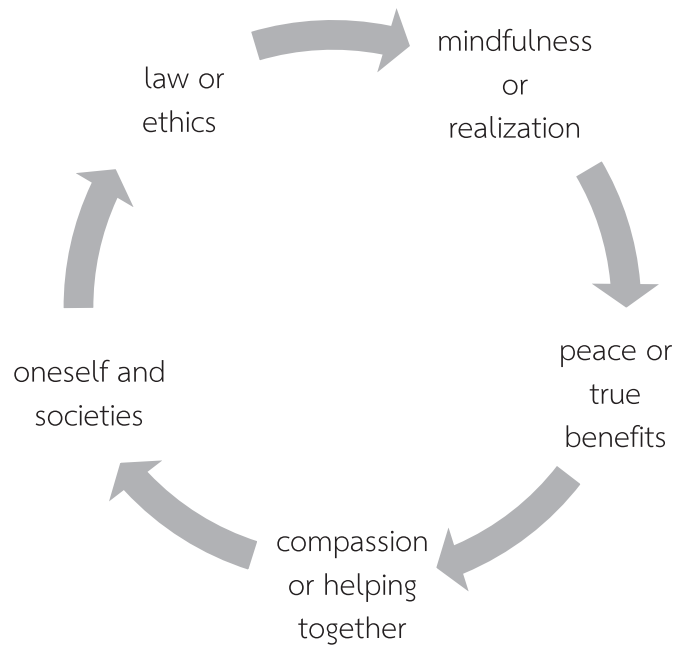 law or
ethics
mindfulness
or
realization
peace or
true
benefits
compassion
or helping
together
oneself and
societies